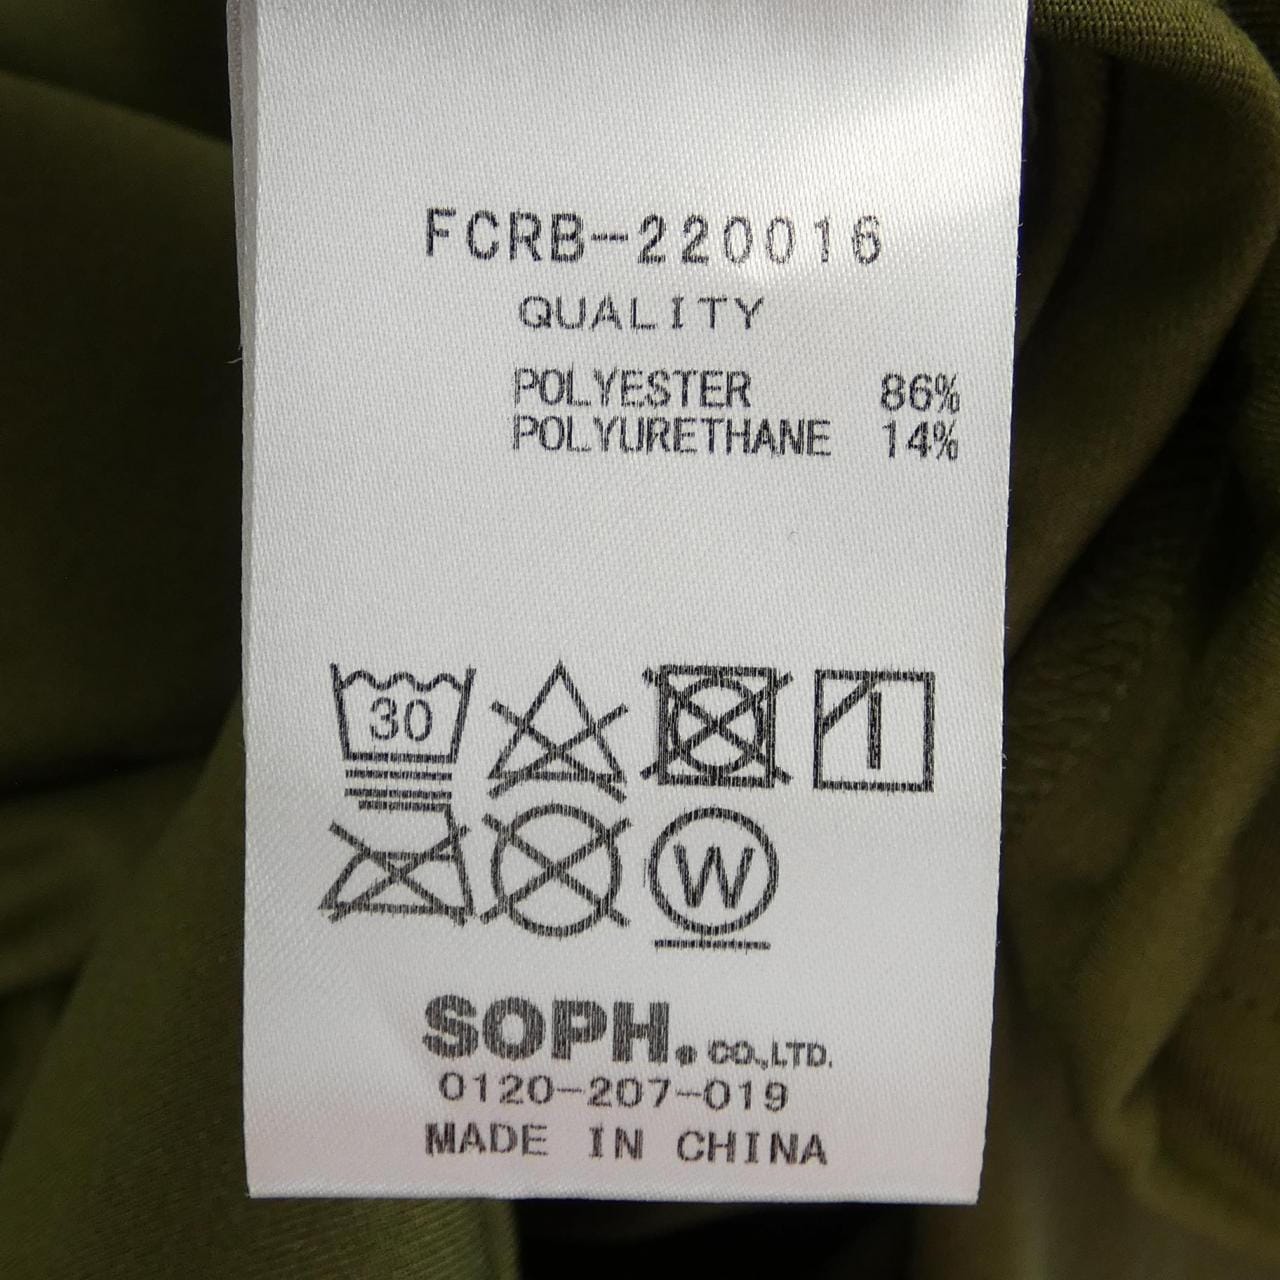 FCRB-220016
QUALITY
POLYESTER 86%
POLYURETHANE 14%
30
W
SOPH. CO.,LTD.
0120-207-019
MADE IN CHINA